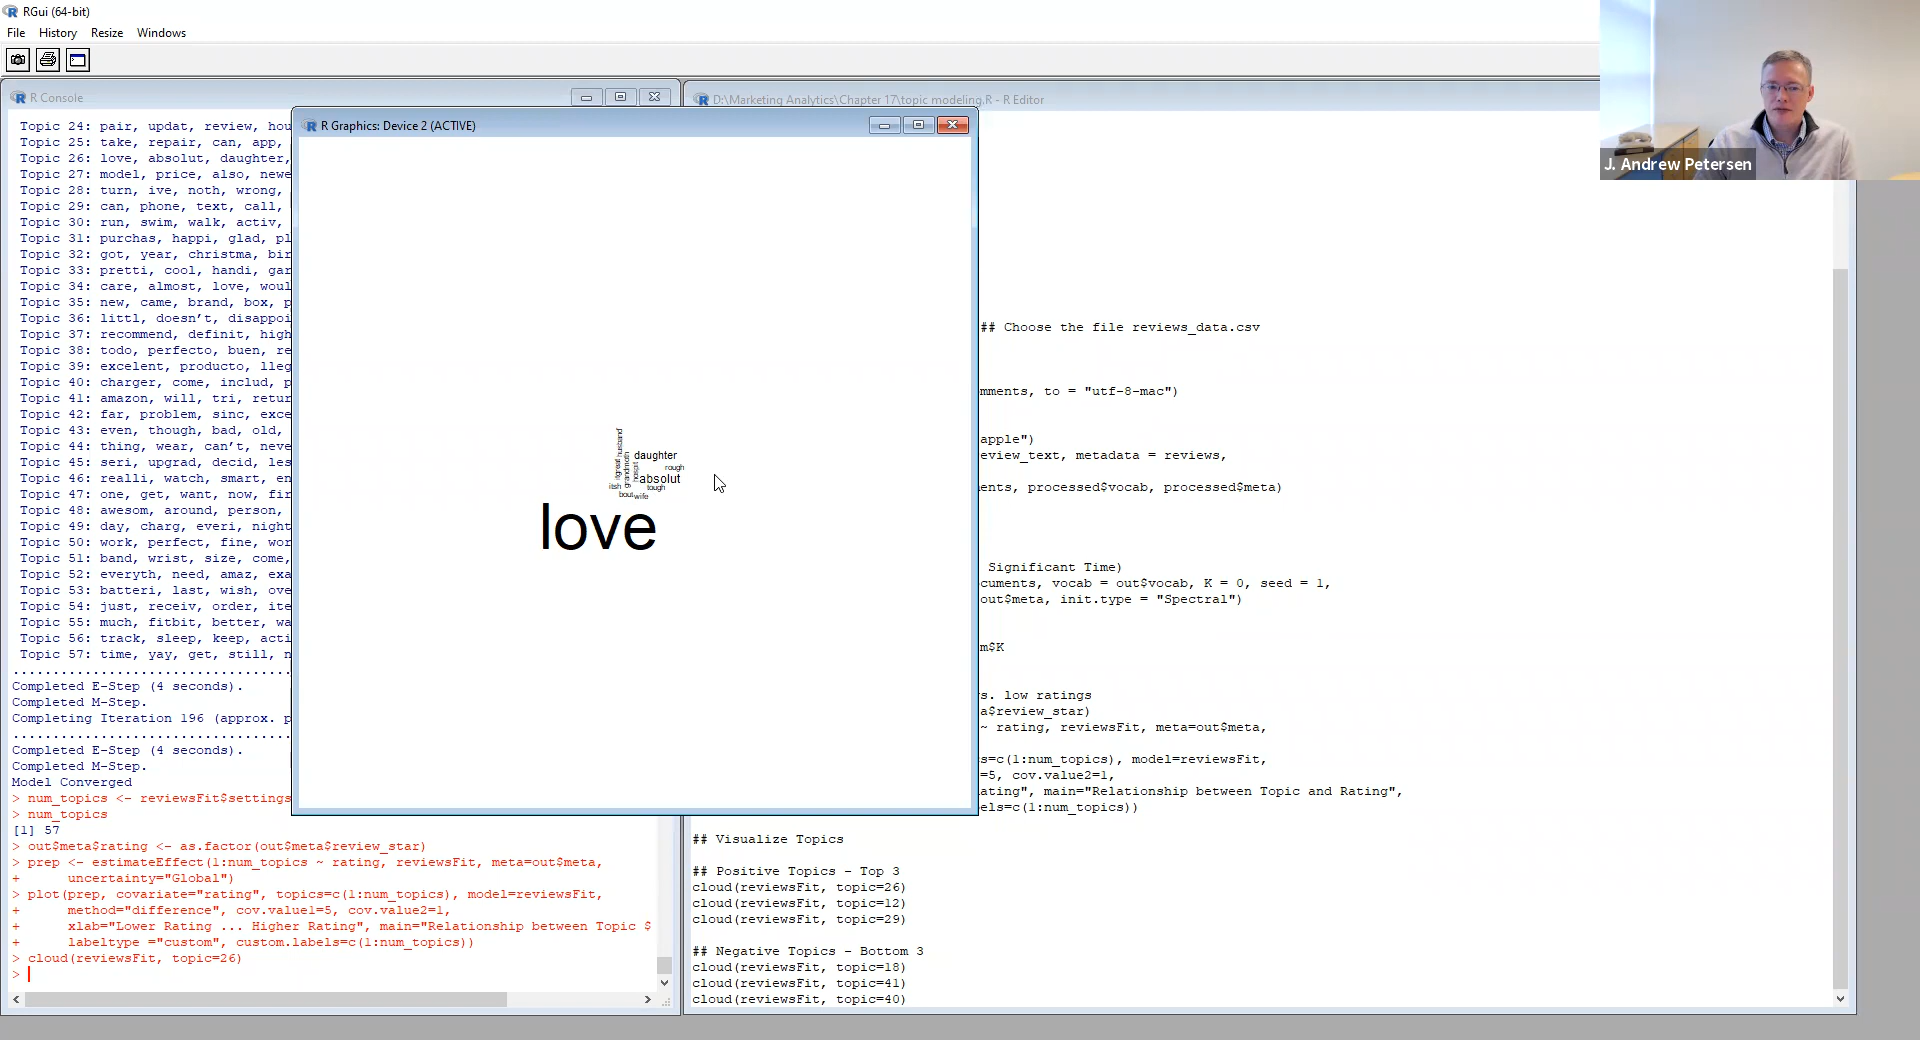 RGui (64-bit)
File History Resize Windows
R Console
Topic 24: pair, updat, review, hou
Topic 25: take, repair, can, app,
Topic 26: love, absolut, daughter,
Topic 27: model, price, also, newe
Topic 28: turn, ive, noth, wrong,
Topic 29: can, phone, text, call,
Topic 30: run, swim, walk, activ,
Topic 31: purchas, happi, glad, pl
Topic 32: got, year, christma, bir
Topic 33: pretti, cool, handi, gar
Topic 34: care, almost, love, woul
Topic 35: new, came, brand, box, p
Topic 36: littl, doesn't, disappoi
Topic 37: recommend, definit, high
Topic 38: todo, perfecto, buen, re
Topic 39: excelent, producto, lleg
Topic 40: charger, come, includ, p
Topic 41: amazon, will, tri, retur
Topic 42: far, problem, sinc, exce
Topic 43: even, though, bad, old,
Topic 44: thing, wear, can't, neve
Topic 45: seri, upgrad, decid, les
Topic 46: realli, watch, smart, en
Topic 47: one, get, want, now, fir
Topic 48: awesom, around, person,
Topic 49: day, charg, everi, night
Topic 50: work, perfect, fine, wor
Topic 51: band, wrist, size, come,
Topic 52: everyth, need, amaz, exa
Topic 53: batteri, last, wish, ove
Topic 54: just, receiv, order, ite
Topic 55: much, fitbit, better, wa
Topic 56: track, sleep, keep, acti
Topic 57: time, yay, get, still, n
....................................
Completed E-Step (4 seconds).
Completed M-Step.
Completing Iteration 196 (approx. p
....................................
Completed E-Step (4 seconds).
Completed M-Step.
Model Converged
> num_topics <- reviewsFit$settings
> num_topics
[1] 57
> out$meta$rating <- as.factor(out$meta$review_star)
> prep <- estimateEffect(1:num_topics ~ rating, reviewsFit, meta=out$meta,
+ uncertainty="Global")
> plot(prep, covariate="rating", topics=c(1:num_topics), model=reviewsFit,
+ method="difference", cov.value1=5, cov.value2=1,
+ xlab="Lower Rating ... Higher Rating", main="Relationship between Topic $
+ labeltype ="custom", custom.labels=c(1:num_topics))
> cloud(reviewsFit, topic=26)
>
R Graphics: Device 2 (ACTIVE)
husband
daughter
rough
grandmoth
absolut
tough
bout wife
love
D:\Marketing Analytics\Chapter 17\topic modeling.R - R Editor
## Choose the file reviews_data.csv
mments, to = "utf-8-mac")
apple")
eview_text, metadata = reviews,
ents, processed$vocab, processed$meta)
Significant Time)
cuments, vocab = out$vocab, K = 0, seed = 1,
out$meta, init.type = "Spectral")
m$K
s. low ratings
a$review_star)
~ rating, reviewsFit, meta=out$meta,
s=c(1:num_topics), model=reviewsFit,
=5, cov.value2=1,
ating", main="Relationship between Topic and Rating",
els=c(1:num_topics))
## Visualize Topics
## Positive Topics - Top 3
cloud(reviewsFit, topic=26)
cloud(reviewsFit, topic=12)
cloud(reviewsFit, topic=29)
## Negative Topics - Bottom 3
cloud(reviewsFit, topic=18)
cloud(reviewsFit, topic=41)
cloud(reviewsFit, topic=40)
J. Andrew Petersen